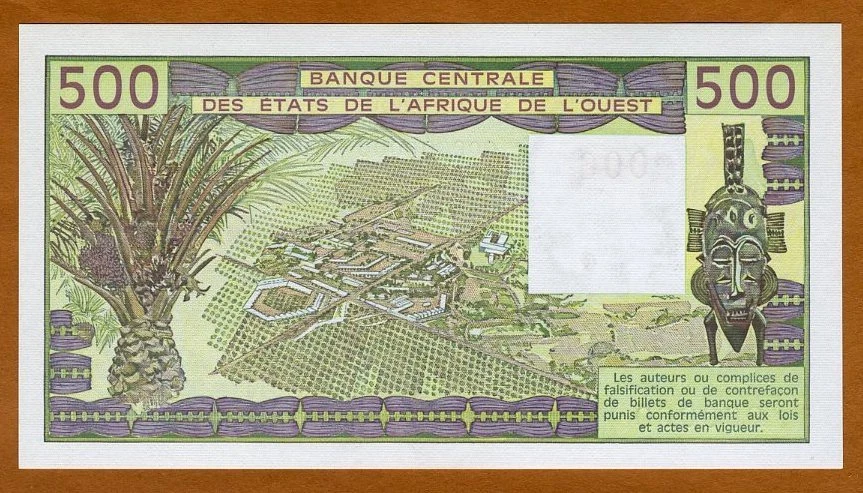 500
BANQUE CENTRALE
DES ÉTATS DE L'AFRIQUE DE L'OUEST
500
Les auteurs ou complices de
falsification ou de contrefaçon
de billets de banque seront
punis conformément aux lois
et actes en vigueur.